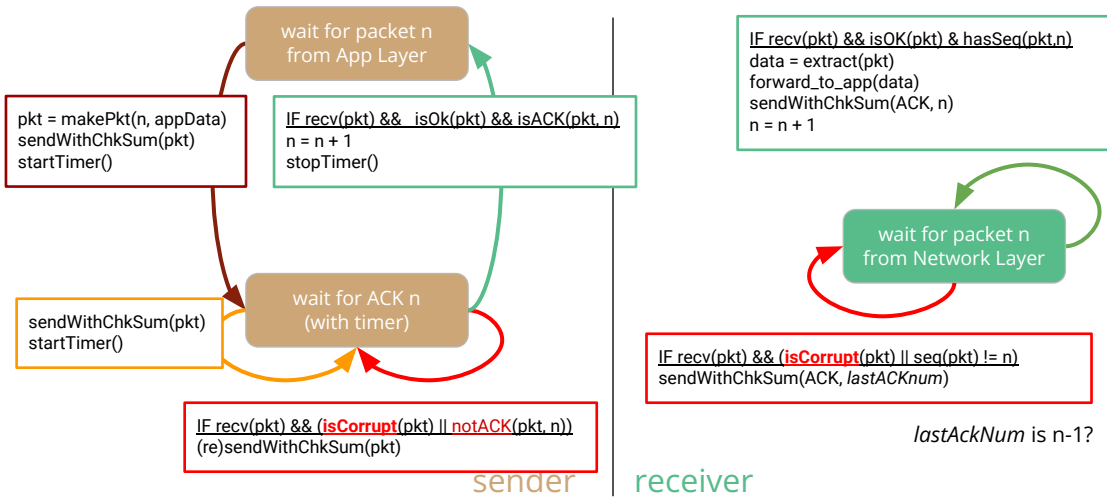 wait for packet n
from App Layer
pkt = makePkt(n, appData)
sendWithChkSum(pkt)
startTimer()
IF recv(pkt) && isOk(pkt) && isACK(pkt, n)
n = n + 1
stopTimer()
wait for ACK n
(with timer)
sendWithChkSum(pkt)
startTimer()
IF recv(pkt) && (isCorrupt(pkt) || notACK(pkt, n))
(re)sendWithChkSum(pkt)
sender
IF recv(pkt) && isOK(pkt) & hasSeq(pkt,n)
data = extract(pkt)
forward_to_app(data)
sendWithChkSum(ACK, n)
n = n + 1
wait for packet n
from Network Layer
IF recv(pkt) && (isCorrupt(pkt) || seq(pkt) != n)
sendWithChkSum(ACK, lastACKnum)
lastAckNum is n-1?
receiver